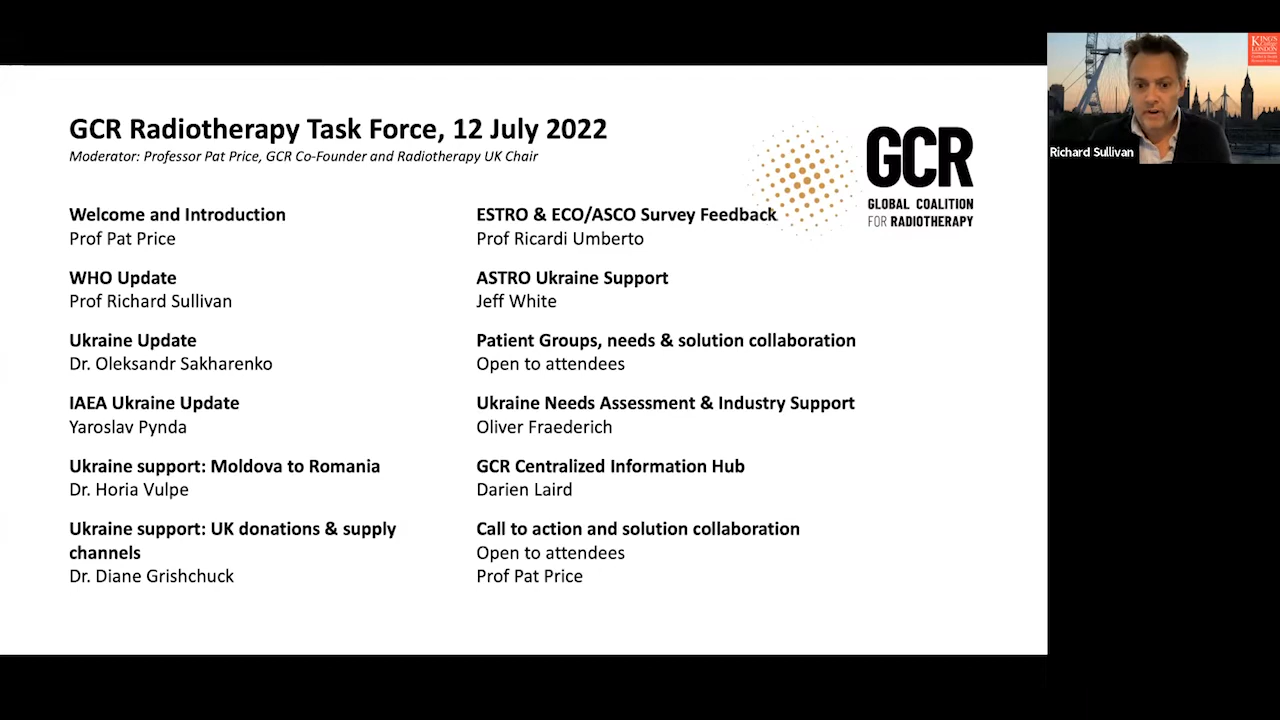 GCR Radiotherapy Task Force, 12 July 2022
Moderator: Professor Pat Price, GCR Co-Founder and Radiotherapy UK Chair
Welcome and Introduction
Prof Pat Price
WHO Update
Prof Richard Sullivan
Ukraine Update
Dr. Oleksandr Sakharenko
IAEA Ukraine Update
Yaroslav Pynda
Ukraine support: Moldova to Romania
Dr. Horia Vulpe
Ukraine support: UK donations & supply
channels
Dr. Diane Grishchuck
ESTRO & ECO/ASCO Survey Feedback
Prof Ricardi Umberto
ASTRO Ukraine Support
Jeff White
Patient Groups, needs & solution collaboration
Open to attendees
Ukraine Needs Assessment & Industry Support
Oliver Fraederich
GCR Centralized Information Hub
Darien Laird
Call to action and solution collaboration
Open to attendees
Prof Pat Price
GCR
GLOBAL COALITION
FOR RADIOTHERAPY
KING'S
College
LONDON
Richard Sullivan